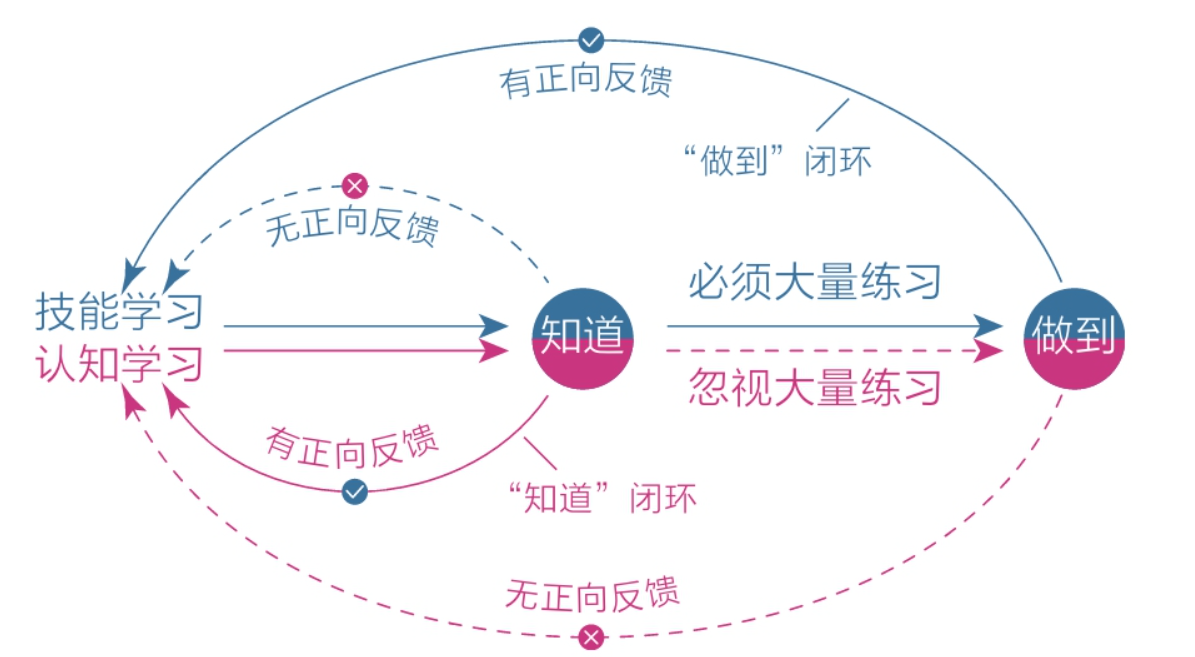 有正向反馈
“做到”闭环
无正向反馈
必须大量练习
技能学习
知道
做到
认知学习
忽视大量练习
有正向反馈
“知道”闭环
无正向反馈